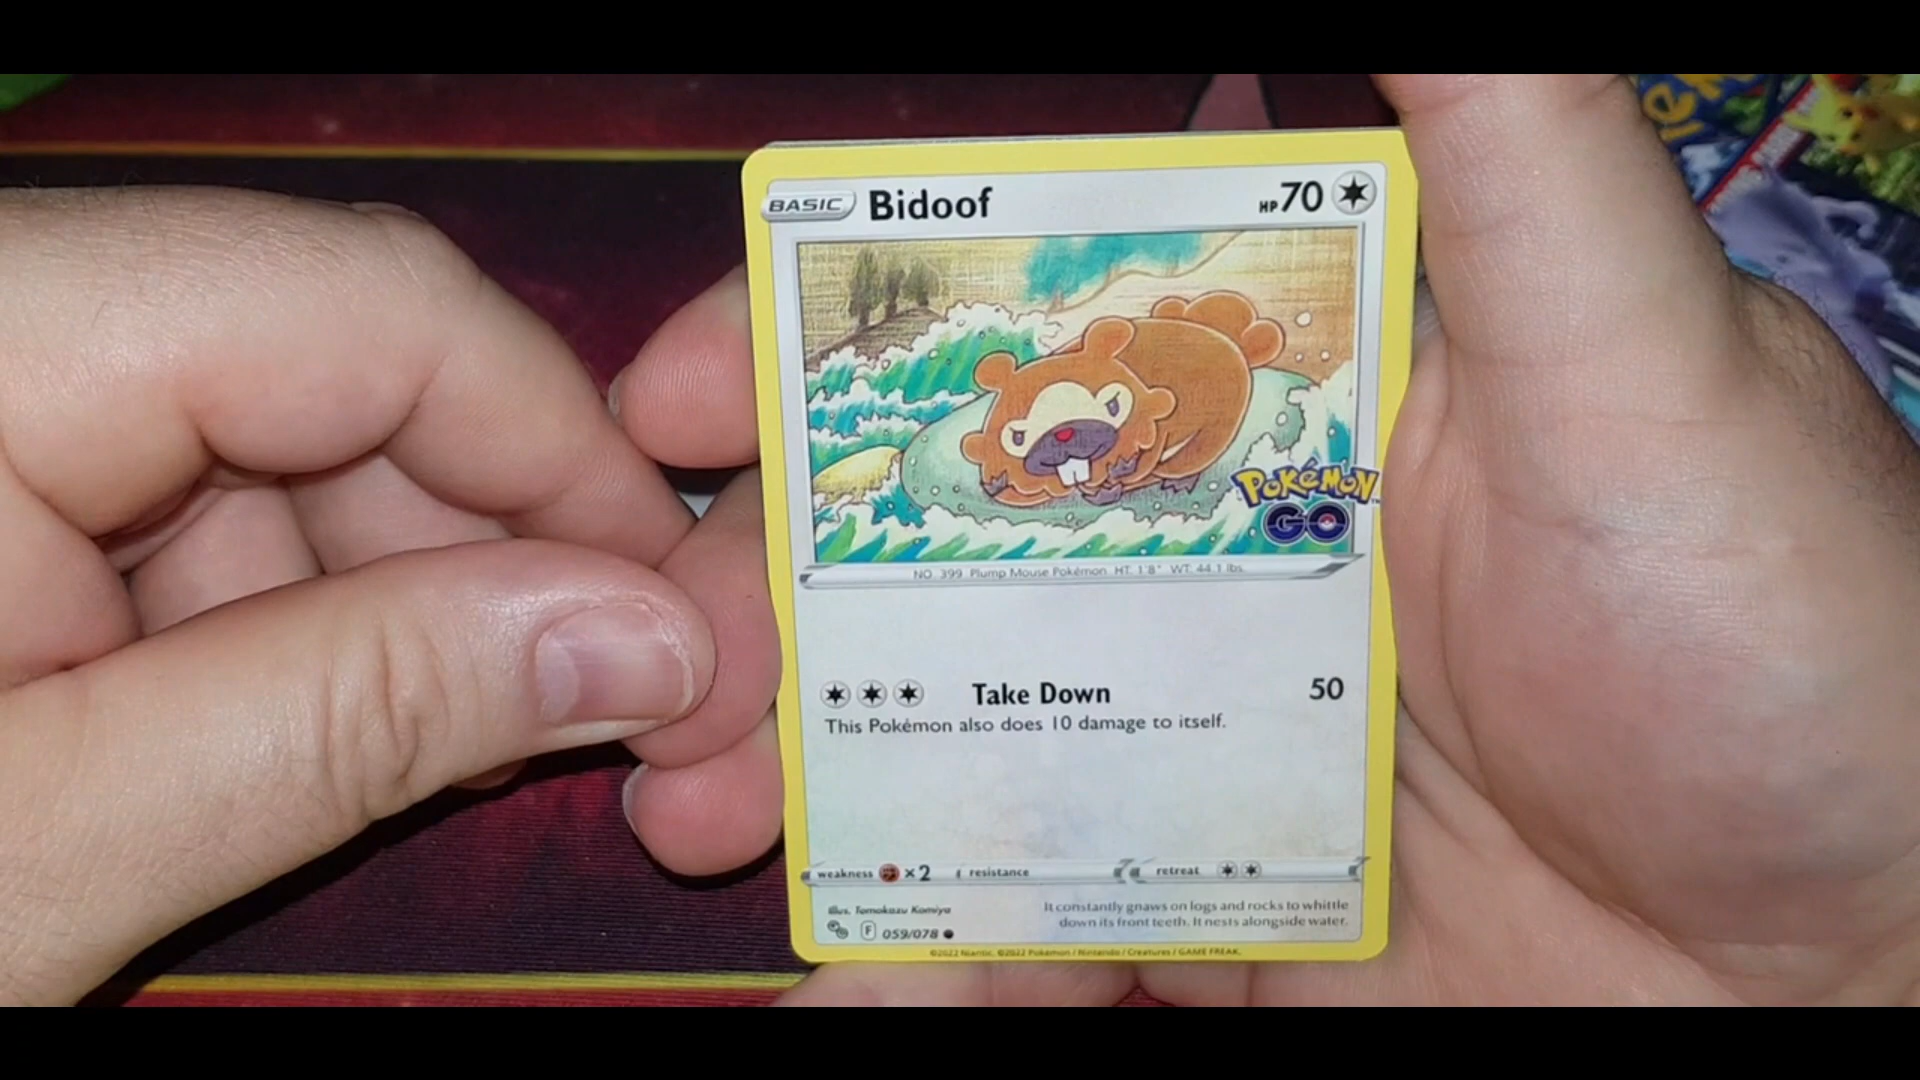 BASIC Bidoof HP 70
POKÉMON
GO
NO. 399 Plump Mouse Pokémon HT: 1'8" WT: 44.1 lbs.
Take Down 50
This Pokémon also does 10 damage to itself.
weakness ×2 resistance retreat
Illus. Tomokazu Komiya
It constantly gnaws on logs and rocks to whittle
down its front teeth. It nests alongside water.
F 059/078
©2022 Niantic. ©2022 Pokémon / Nintendo / Creatures / GAME FREAK.